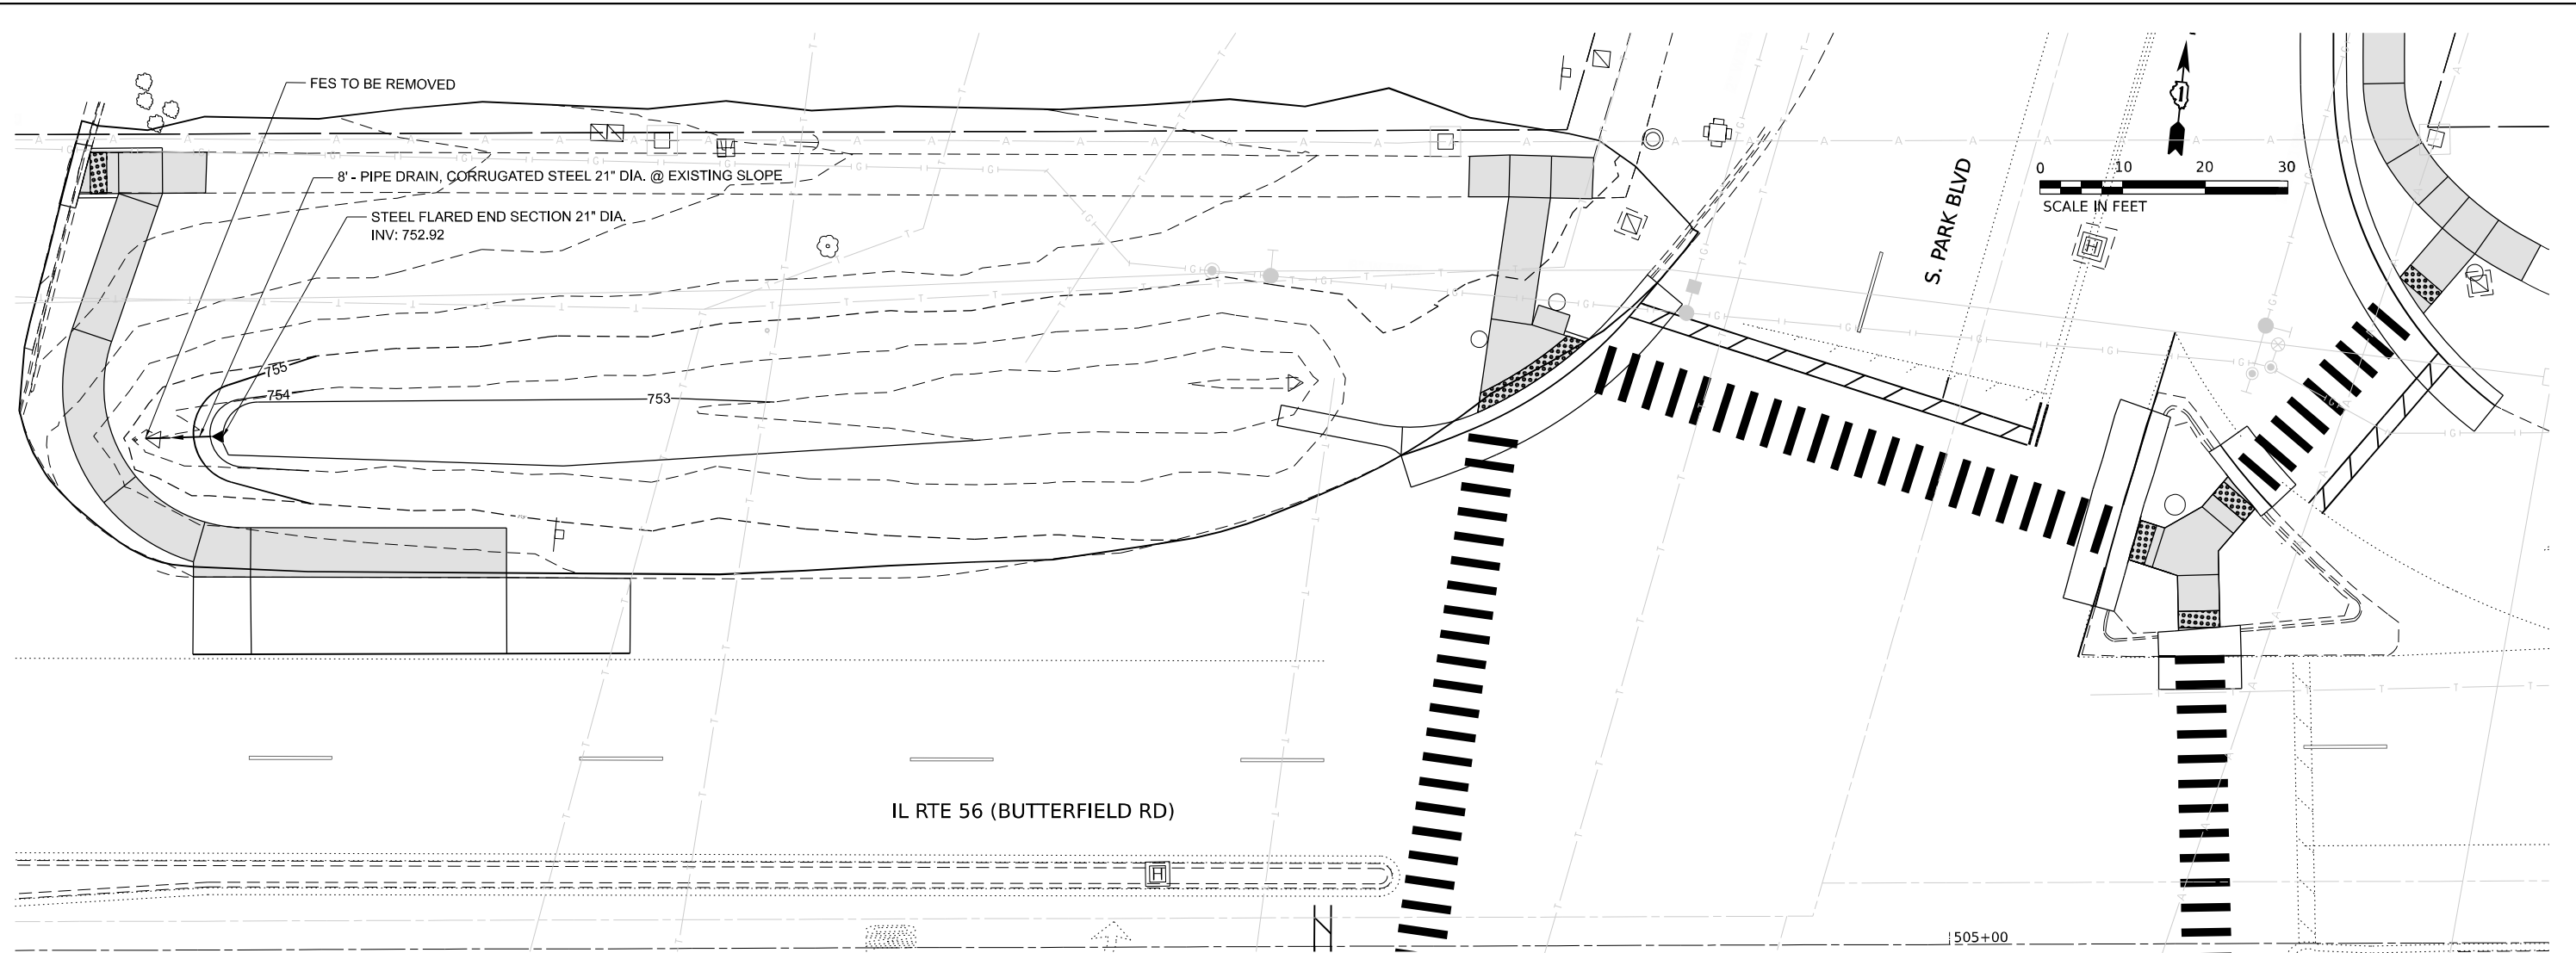 FES TO BE REMOVED
8' - PIPE DRAIN, CORRUGATED STEEL 21" DIA. @ EXISTING SLOPE
STEEL FLARED END SECTION 21" DIA.
INV: 752.92
S. PARK BLVD
0 10 20 30
SCALE IN FEET
755
754
753
IL RTE 56 (BUTTERFIELD RD)
505+00